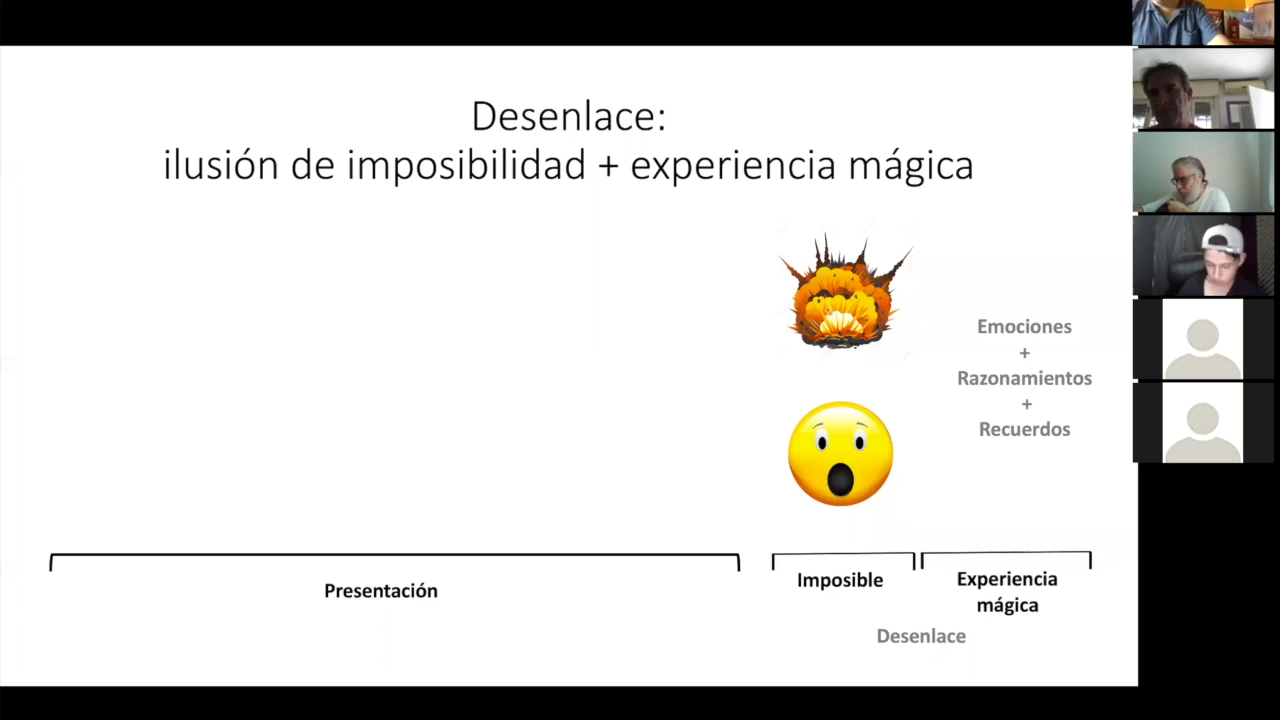 Desenlace:
ilusión de imposibilidad + experiencia mágica
Emociones
+
Razonamientos
+
Recuerdos
Presentación
Imposible
Experiencia
mágica
Desenlace